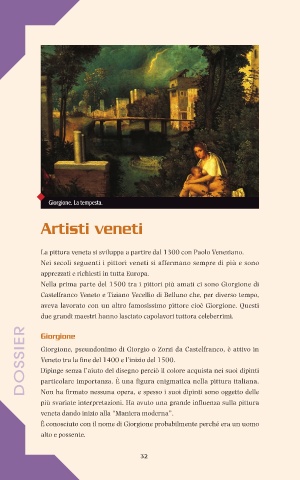 Giorgione, La tempesta.
Artisti veneti
La pittura veneta si sviluppa a partire dal 1300 con Paolo Veneziano.
Nei secoli seguenti i pittori veneti si affermano sempre di più e sono
apprezzati e richiesti in tutta Europa.
Nella prima parte del 1500 tra i pittori più amati ci sono Giorgione di
Castelfranco Veneto e Tiziano Vecellio di Belluno che, per diverso tempo,
aveva lavorato con un altro famosissimo pittore cioè Giorgione. Questi
due grandi maestri hanno lasciato capolavori tuttora celeberrimi.
Giorgione
Giorgione, pseudonimo di Giorgio o Zorzi da Castelfranco, è attivo in
Veneto tra la fine del 1400 e l'inizio del 1500.
Dipinge senza l'aiuto del disegno perciò il colore acquista nei suoi dipinti
particolare importanza. È una figura enigmatica nella pittura italiana.
Non ha firmato nessuna opera, e spesso i suoi dipinti sono oggetto delle
più svariate interpretazioni. Ha avuto una grande influenza sulla pittura
veneta dando inizio alla "Maniera moderna".
È conosciuto con il nome di Giorgione probabilmente perché era un uomo
alto e possente.
DOSSIER
32